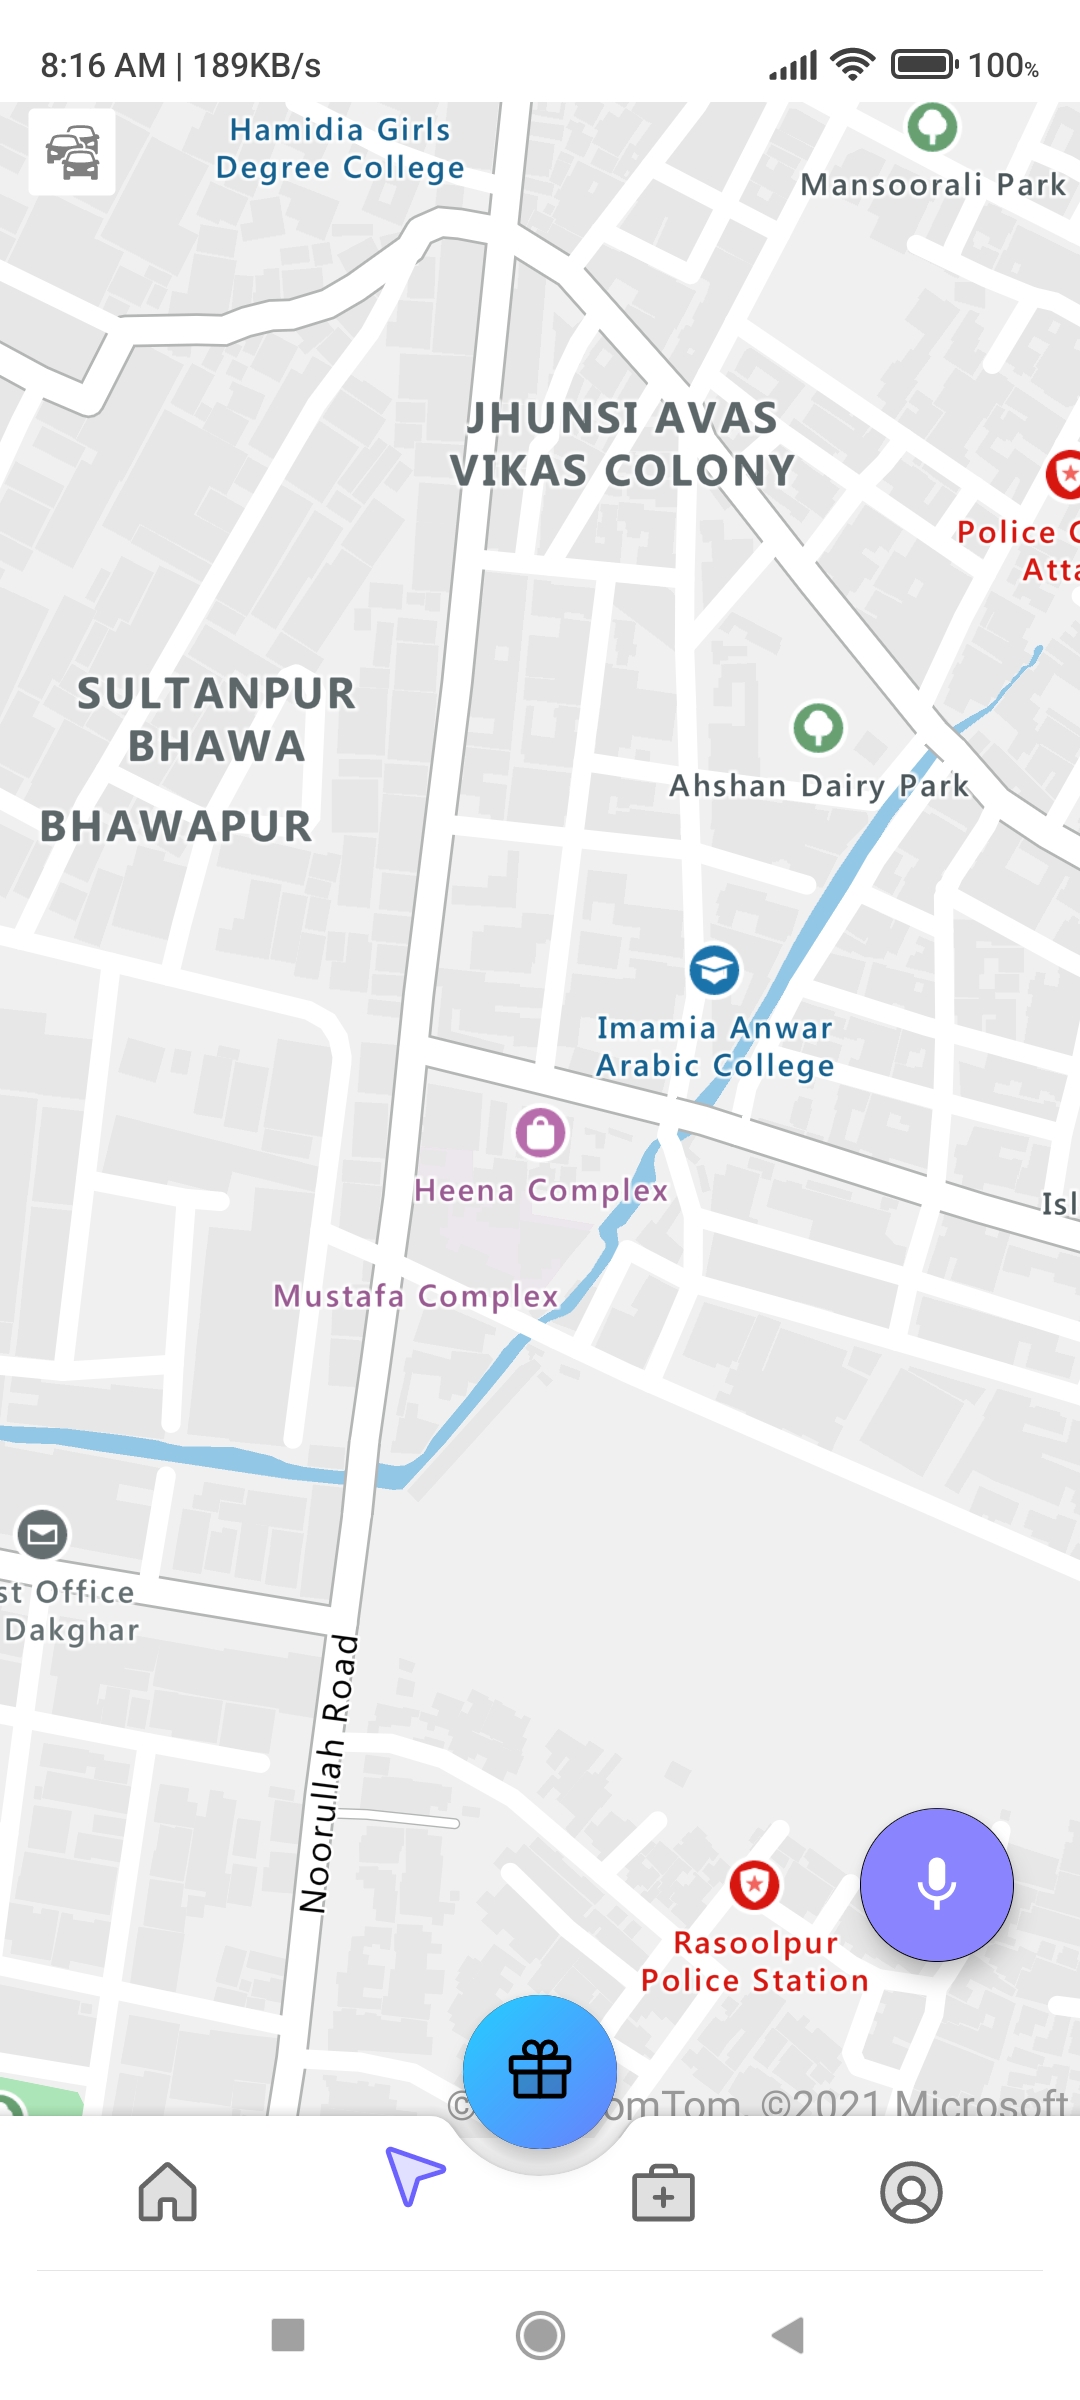 8:16 AM | 189KB/s
100%
Hamidia Girls
Degree College
Mansoorali Park
JHUNSI AVAS
VIKAS COLONY
Police
SULTANPUR
BHAWA
Ahshan Dairy Park
BHAWAPUR
Imamia Anwar
Arabic College
Heena Complex
Isl
Mustafa Complex
st Office
Dakghar
Noorullah Road
Rasoolpur
Police Station
© omTom, ©2021 Microsoft